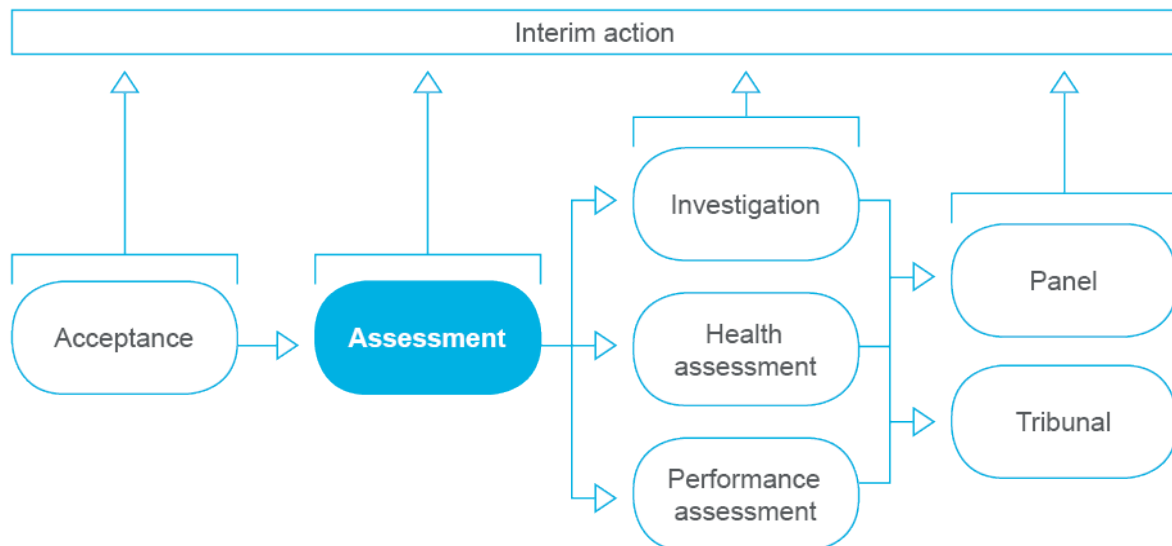 Interim action
Acceptance
Assessment
Investigation
Health
assessment
Performance
assessment
Panel
Tribunal